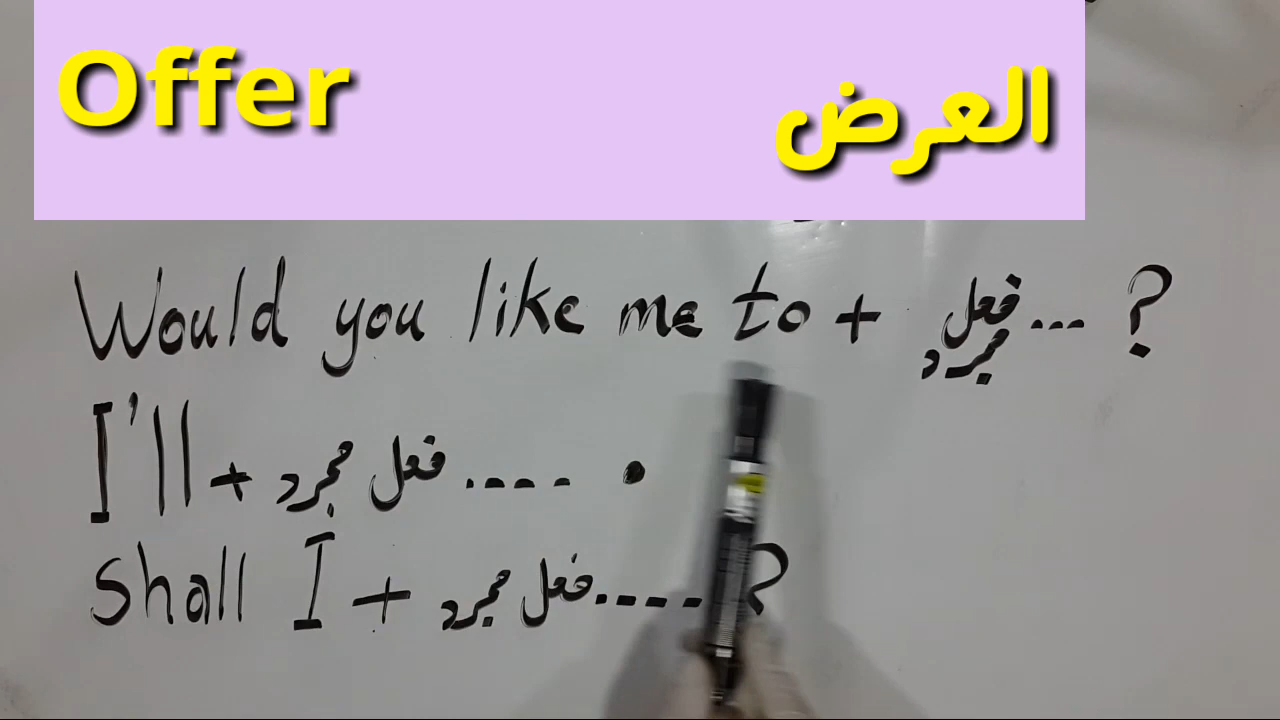 Offer العرض
Would you like me to + فعل مجرد ... ?
I'll + فعل مجرد .... .
Shall I + فعل مجرد .... ?